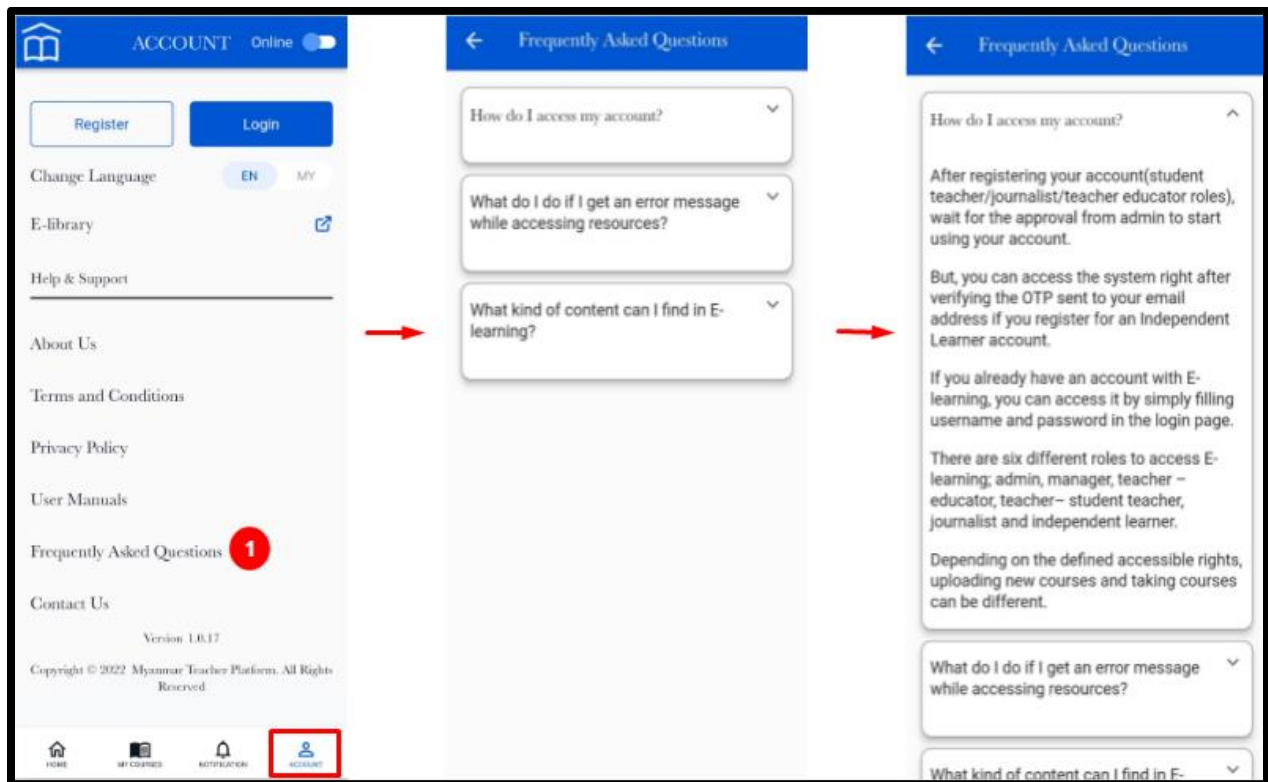 ACCOUNT Online
Register Login
Change Language EN MY
E-library
Help & Support
About Us
Terms and Conditions
Privacy Policy
User Manuals
Frequently Asked Questions 1
Contact Us
Version 1.0.17
Copyright © 2022 Myanmar Teacher Platform. All Rights
Reserved
HOME MY COURSES NOTIFICATION ACCOUNT
Frequently Asked Questions
How do I access my account?
What do I do if I get an error message
while accessing resources?
What kind of content can I find in E-
learning?
Frequently Asked Questions
How do I access my account?
After registering your account(student
teacher/journalist/teacher educator roles),
wait for the approval from admin to start
using your account.
But, you can access the system right after
verifying the OTP sent to your email
address if you register for an Independent
Learner account.
If you already have an account with E-
learning, you can access it by simply filling
username and password in the login page.
There are six different roles to access E-
learning; admin, manager, teacher –
educator, teacher– student teacher,
journalist and independent learner.
Depending on the defined accessible rights,
uploading new courses and taking courses
can be different.
What do I do if I get an error message
while accessing resources?
What kind of content can I find in E-